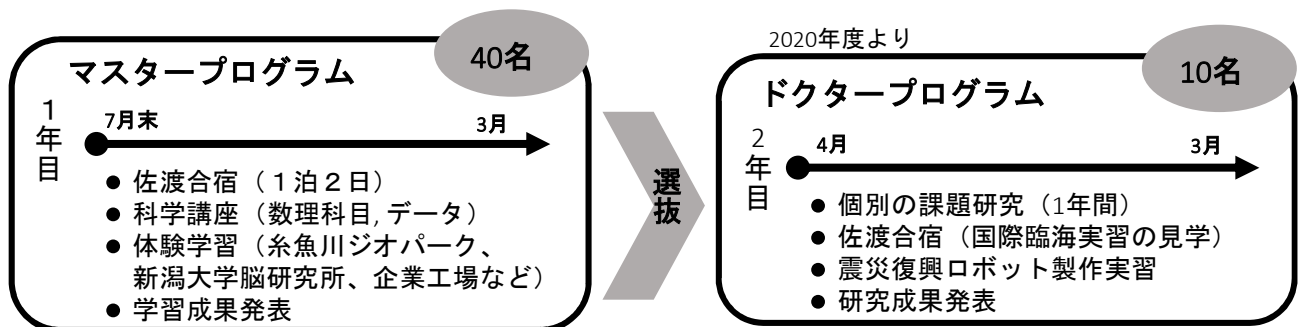 マスタープログラム
40名
1年目
7月末
3月
● 佐渡合宿（１泊２日）
● 科学講座（数理科目, データ）
● 体験学習（糸魚川ジオパーク、
新潟大学脳研究所、企業工場など）
● 学習成果発表
選抜
2020年度より
ドクタープログラム
10名
2年目
4月
3月
● 個別の課題研究（1年間）
● 佐渡合宿（国際臨海実習の見学）
● 震災復興ロボット製作実習
● 研究成果発表